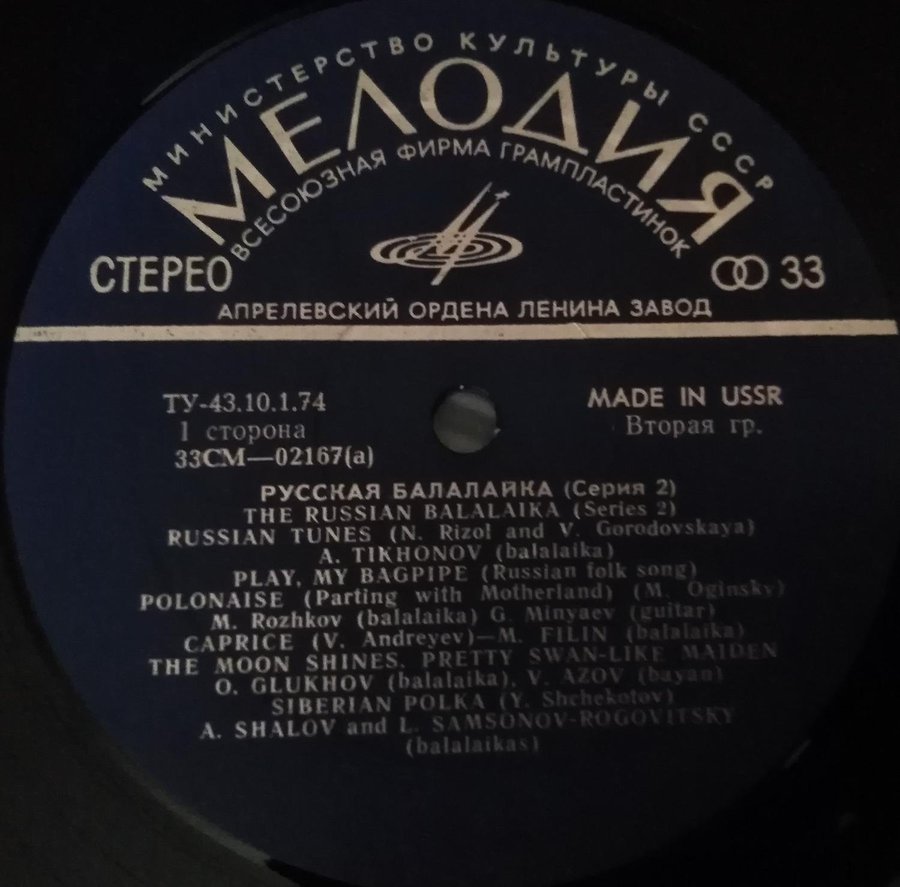 МИНИСТЕРСТВО КУЛЬТУРЫ СССР
МЕЛОДИЯ
ВСЕСОЮЗНАЯ ФИРМА ГРАМПЛАСТИНОК
СТЕРЕО
33
АПРЕЛЕВСКИЙ ОРДЕНА ЛЕНИНА ЗАВОД
ТУ-43.10.1.74
MADE IN USSR
1 сторона
Вторая гр.
33СМ—02167(а)
РУССКАЯ БАЛАЛАЙКА (Серия 2)
THE RUSSIAN BALALAIKA (Series 2)
RUSSIAN TUNES (N. Rizol and V. Gorodovskaya)
A. TIKHONOV (balalaika)
PLAY, MY BAGPIPE (Russian folk song)
POLONAISE (Parting with Motherland) (M. Oginsky)
M. Rozhkov (balalaika) G. Minyaev (guitar)
CAPRICE (V. Andreyev)—M. FILIN (balalaika)
THE MOON SHINES. PRETTY SWAN-LIKE MAIDEN
O. GLUKHOV (balalaika), V. AZOV (bayan)
SIBERIAN POLKA (Y. Shchekotov)
A. SHALOV and L. SAMSONOV-ROGOVITSKY
(balalaikas)